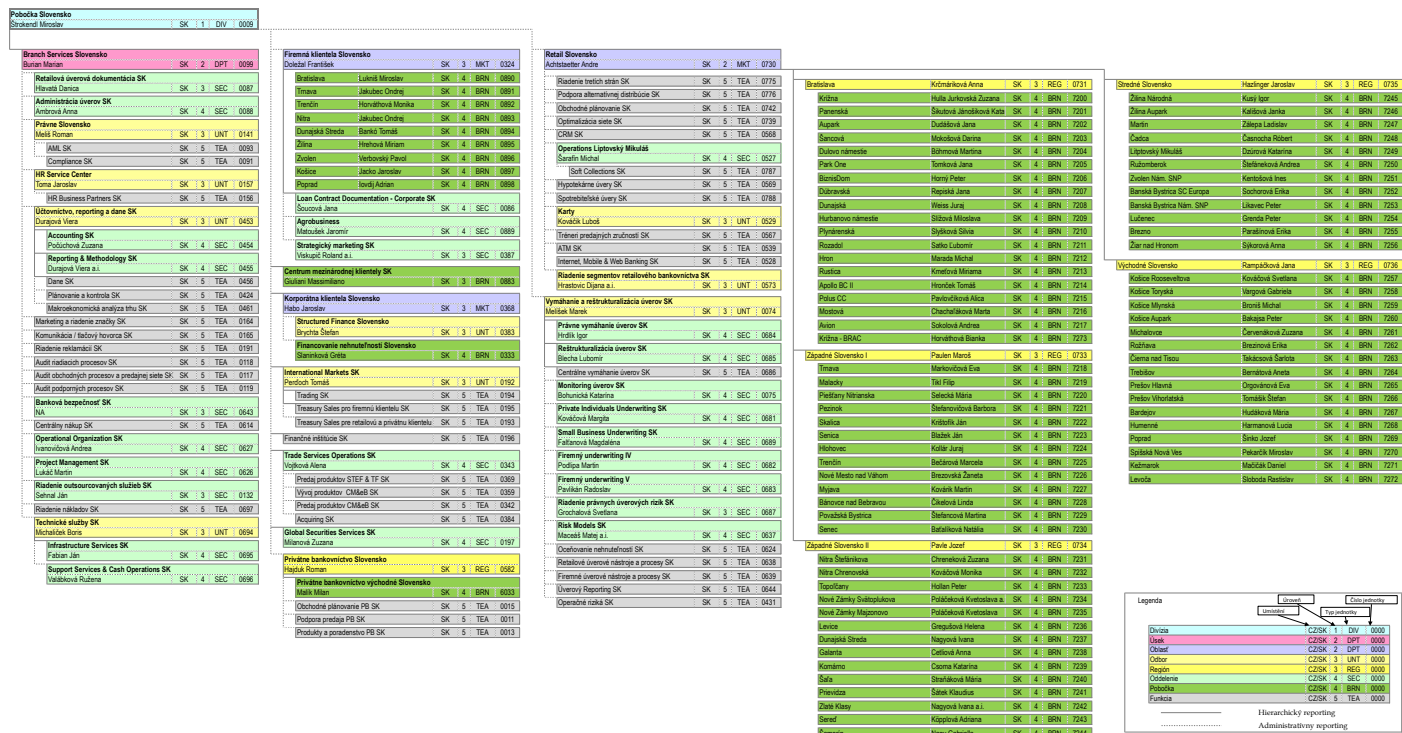 Pobočka Slovensko
Štrokendl Miroslav SK 1 DIV 0009
Branch Services Slovensko
Burian Marian SK 2 DPT 0099
Retailová úverová dokumentácia SK
Hlavatá Danica SK 3 SEC 0087
Administrácia úverov SK
Ambrová Anna SK 4 SEC 0088
Právne Slovensko
Meliš Roman SK 3 UNT 0141
AML SK SK 5 TEA 0093
Compliance SK SK 5 TEA 0091
HR Service Center
Toma Jaroslav SK 3 UNT 0157
HR Business Partners SK SK 5 TEA 0156
Účtovníctvo, reporting a dane SK
Durajová Viera SK 3 UNT 0453
Accounting SK
Počúchová Zuzana SK 4 SEC 0454
Reporting & Methodology SK
Durajová Viera a.i. SK 4 SEC 0455
Dane SK SK 5 TEA 0456
Plánovanie a kontrola SK SK 5 TEA 0424
Makroekonomická analýza trhu SK SK 5 TEA 0461
Marketing a riadenie značky SK SK 5 TEA 0164
Komunikácia / tlačový hovorca SK SK 5 TEA 0165
Riadenie reklamácií SK SK 5 TEA 0191
Audit riadiacich procesov SK SK 5 TEA 0118
Audit obchodných procesov a predajnej siete SK SK 5 TEA 0117
Audit podporných procesov SK SK 5 TEA 0119
Banková bezpečnosť SK
NA SK 3 SEC 0643
Centrálny nákup SK SK 5 TEA 0614
Operational Organization SK
Ivanovičová Andrea SK 4 SEC 0627
Project Management SK
Lukáč Martin SK 4 SEC 0626
Riadenie outsourcovaných služieb SK
Sehnal Ján SK 3 SEC 0132
Riadenie nákladov SK SK 5 TEA 0697
Technické služby SK
Michalíček Boris SK 3 UNT 0694
Infrastructure Services SK
Fabian Ján SK 4 SEC 0695
Support Services & Cash Operations SK
Valábková Ružena SK 4 SEC 0696
Firemná klientela Slovensko
Doležal František SK 3 MKT 0324
Bratislava Lukniš Miroslav SK 4 BRN 0890
Trnava Jakubec Ondrej SK 4 BRN 0891
Trenčín Horváthová Monika SK 4 BRN 0892
Nitra Jakubec Ondrej SK 4 BRN 0893
Dunajská Streda Bankó Tomáš SK 4 BRN 0894
Žilina Hrehová Miriam SK 4 BRN 0895
Zvolen Verbovský Pavol SK 4 BRN 0896
Košice Jacko Jaroslav SK 4 BRN 0897
Poprad Iovdij Adrian SK 4 BRN 0898
Loan Contract Documentation - Corporate SK
Šoucová Jana SK 4 SEC 0086
Agrobusiness
Matoušek Jaromír SK 4 SEC 0889
Strategický marketing SK
Viskupič Roland a.i. SK 3 SEC 0387
Centrum mezinárodnej klientely SK
Giuliani Massimiliano SK 3 BRN 0883
Korporátna klientela Slovensko
Habo Jaroslav SK 3 MKT 0368
Structured Finance Slovensko
Brychta Štefan SK 3 UNT 0383
Financovanie nehnuteľností Slovensko
Slaninková Gréta SK 4 BRN 0333
International Markets SK
Perdoch Tomáš SK 3 UNT 0192
Trading SK SK 5 TEA 0194
Treasury Sales pro firemnú klientelu SK SK 5 TEA 0195
Treasury Sales pre retailovú a privátnu klientelu SK 5 TEA 0193
Finančné inštitúcie SK SK 5 TEA 0196
Trade Services Operations SK
Vojtková Alena SK 4 SEC 0343
Predaj produktov STEF & TF SK SK 5 TEA 0369
Vývoj produktov CM&eB SK SK 5 TEA 0359
Predaj produktov CM&eB SK SK 5 TEA 0342
Acquiring SK SK 5 TEA 0384
Global Securities Services SK
Milanová Zuzana SK 4 SEC 0197
Privátne bankovníctvo Slovensko
Hajduk Roman SK 3 REG 0582
Privátne bankovníctvo východné Slovensko
Malík Milan SK 4 BRN 6033
Obchodné plánovanie PB SK SK 5 TEA 0015
Podpora predaja PB SK SK 5 TEA 0011
Produkty a poradenstvo PB SK SK 5 TEA 0013
Retail Slovensko
Achtstaetter Andre SK 2 MKT 0730
Riadenie tretích strán SK SK 5 TEA 0775
Podpora alternatívnej distribúcie SK SK 5 TEA 0776
Obchodné plánovanie SK SK 5 TEA 0742
Optimalizácia siete SK SK 5 TEA 0739
CRM SK SK 5 TEA 0568
Operations Liptovský Mikuláš
Šarafín Michal SK 4 SEC 0527
Soft Collections SK SK 5 TEA 0787
Hypotekárne úvery SK SK 5 TEA 0569
Spotrebiteľské úvery SK SK 5 TEA 0788
Karty
Kováčik Luboš SK 3 UNT 0529
Tréneri predajných zručností SK SK 5 TEA 0567
ATM SK SK 5 TEA 0539
Internet, Mobile & Web Banking SK SK 5 TEA 0528
Riadenie segmentov retailového bankovníctva SK
Hrastovic Dijana a.i. SK 3 UNT 0573
Vymáhanie a reštrukturalizácia úverov SK
Melíšek Marek SK 3 UNT 0074
Právne vymáhanie úverov SK
Hrdlík Igor SK 4 SEC 0684
Reštrukturalizácia úverov SK
Blecha Lubomír SK 4 SEC 0685
Centrálne vymáhanie úverov SK SK 5 TEA 0686
Monitoring úverov SK
Bohunická Katarína SK 4 SEC 0075
Private Individuals Underwriting SK
Kováčová Margita SK 4 SEC 0681
Small Business Underwriting SK
Falťanová Magdaléna SK 4 SEC 0689
Firemný underwriting IV
Podlipa Martin SK 4 SEC 0682
Firemný underwriting V
Pavlikán Radoslav SK 4 SEC 0683
Riadenie právnych úverových rizík SK
Grochalová Svetlana SK 3 SEC 0687
Risk Models SK
Maceáš Matej a.i. SK 4 SEC 0637
Oceňovanie nehnuteľností SK SK 5 TEA 0624
Retailové úverové nástroje a procesy SK SK 5 TEA 0638
Firemné úverové nástroje a procesy SK SK 5 TEA 0639
Úverový Reporting SK SK 5 TEA 0644
Operačné riziká SK SK 5 TEA 0431
Bratislava Krčmáriková Anna SK 3 REG 0731
Krížna Hulla Jurkovská Zuzana SK 4 BRN 7200
Panenská Šikutová Jánošíková Kata SK 4 BRN 7201
Aupark Dudášová Jana SK 4 BRN 7202
Šancová Mokošová Darina SK 4 BRN 7203
Dulovo námestie Böhmová Martina SK 4 BRN 7204
Park One Tomková Jana SK 4 BRN 7205
BiznisDom Horný Peter SK 4 BRN 7206
Dúbravská Repiská Jana SK 4 BRN 7207
Dunajská Weiss Juraj SK 4 BRN 7208
Hurbanovo námestie Slížová Miloslava SK 4 BRN 7209
Plynárenská Slyšková Silvia SK 4 BRN 7210
Rozadol Satko Ľubomír SK 4 BRN 7211
Hron Marada Michal SK 4 BRN 7212
Rustica Kmeťová Miriama SK 4 BRN 7213
Apollo BC II Hronček Tomáš SK 4 BRN 7214
Polus CC Pavlovčíková Alica SK 4 BRN 7215
Mostová Chachaľáková Marta SK 4 BRN 7216
Avion Sokolová Andrea SK 4 BRN 7217
Krížna - BRAC Horváthová Bianka SK 4 BRN 7273
Západné Slovensko I Paulen Maroš SK 3 REG 0733
Trnava Markovičová Eva SK 4 BRN 7218
Malacky Tikl Filip SK 4 BRN 7219
Piešťany Nitrianska Selecká Mária SK 4 BRN 7220
Pezinok Štefanovičová Barbora SK 4 BRN 7221
Skalica Krištofík Ján SK 4 BRN 7222
Senica Blažek Ján SK 4 BRN 7223
Hlohovec Kollár Juraj SK 4 BRN 7224
Trenčín Bečárová Marcela SK 4 BRN 7225
Nové Mesto nad Váhom Brezovská Žaneta SK 4 BRN 7226
Myjava Kovárik Martin SK 4 BRN 7227
Bánovce nad Bebravou Čikelová Linda SK 4 BRN 7228
Považská Bystrica Štefancová Martina SK 4 BRN 7229
Senec Baťalíková Natália SK 4 BRN 7230
Západné Slovensko II Pavle Jozef SK 3 REG 0734
Nitra Štefánikova Chreneková Zuzana SK 4 BRN 7231
Nitra Chrenovská Kováčová Monika SK 4 BRN 7232
Topoľčany Hollan Peter SK 4 BRN 7233
Nové Zámky Svätoplukova Poláčeková Kvetoslava a. SK 4 BRN 7234
Nové Zámky Majzonovo Poláčeková Kvetoslava SK 4 BRN 7235
Levice Gregušová Helena SK 4 BRN 7236
Dunajská Streda Nagyová Ivana SK 4 BRN 7237
Galanta Cetliová Anna SK 4 BRN 7238
Komárno Csoma Katarína SK 4 BRN 7239
Šaľa Straňáková Mária SK 4 BRN 7240
Prievidza Šátek Klaudius SK 4 BRN 7241
Zlaté Klasy Nagyová Ivana a.i. SK 4 BRN 7242
Sereď Köpplová Adriana SK 4 BRN 7243
Stredné Slovensko Hazlinger Jaroslav SK 3 REG 0735
Žilina Národná Kusý Igor SK 4 BRN 7245
Žilina Aupark Kališová Janka SK 4 BRN 7246
Martin Zálepa Ladislav SK 4 BRN 7247
Čadca Časnocha Róbert SK 4 BRN 7248
Litptovský Mikuláš Dzúrová Katarína SK 4 BRN 7249
Ružomberok Štefáneková Andrea SK 4 BRN 7250
Zvolen Nám. SNP Kentošová Ines SK 4 BRN 7251
Banská Bystrica SC Europa Sochorová Erika SK 4 BRN 7252
Banská Bystrica Nám. SNP Likavec Peter SK 4 BRN 7253
Lučenec Grenda Peter SK 4 BRN 7254
Brezno Parašínová Erika SK 4 BRN 7255
Žiar nad Hronom Sýkorová Anna SK 4 BRN 7256
Východné Slovensko Rampáčková Jana SK 3 REG 0736
Košice Rooseveltova Kováčová Svetlana SK 4 BRN 7257
Košice Toryská Vargová Gabriela SK 4 BRN 7258
Košice Mlynská Broniš Michal SK 4 BRN 7259
Košice Aupark Bakajsa Peter SK 4 BRN 7260
Michalovce Červenáková Zuzana SK 4 BRN 7261
Rožňava Brezinová Erika SK 4 BRN 7262
Čierna nad Tisou Takácsová Šarlota SK 4 BRN 7263
Trebišov Bernátová Aneta SK 4 BRN 7264
Prešov Hlavná Orgovánová Eva SK 4 BRN 7265
Prešov Vihorlatská Tomášik Štefan SK 4 BRN 7266
Bardejov Hudáková Mária SK 4 BRN 7267
Humenné Harmanová Lucia SK 4 BRN 7268
Poprad Šinko Jozef SK 4 BRN 7269
Spišská Nová Ves Pekarčík Miroslav SK 4 BRN 7270
Kežmarok Mačičák Daniel SK 4 BRN 7271
Levoča Sloboda Rastislav SK 4 BRN 7272
Legenda
Úroveň Číslo jednotky
Umístění Typ jednotky
Divízia CZ/SK 1 DIV 0000
Úsek CZ/SK 2 DPT 0000
Oblasť CZ/SK 2 DPT 0000
Odbor CZ/SK 3 UNT 0000
Región CZ/SK 3 REG 0000
Oddelenie CZ/SK 4 SEC 0000
Pobočka CZ/SK 4 BRN 0000
Funkcia CZ/SK 5 TEA 0000
Hierarchický reporting
Administratívny reporting